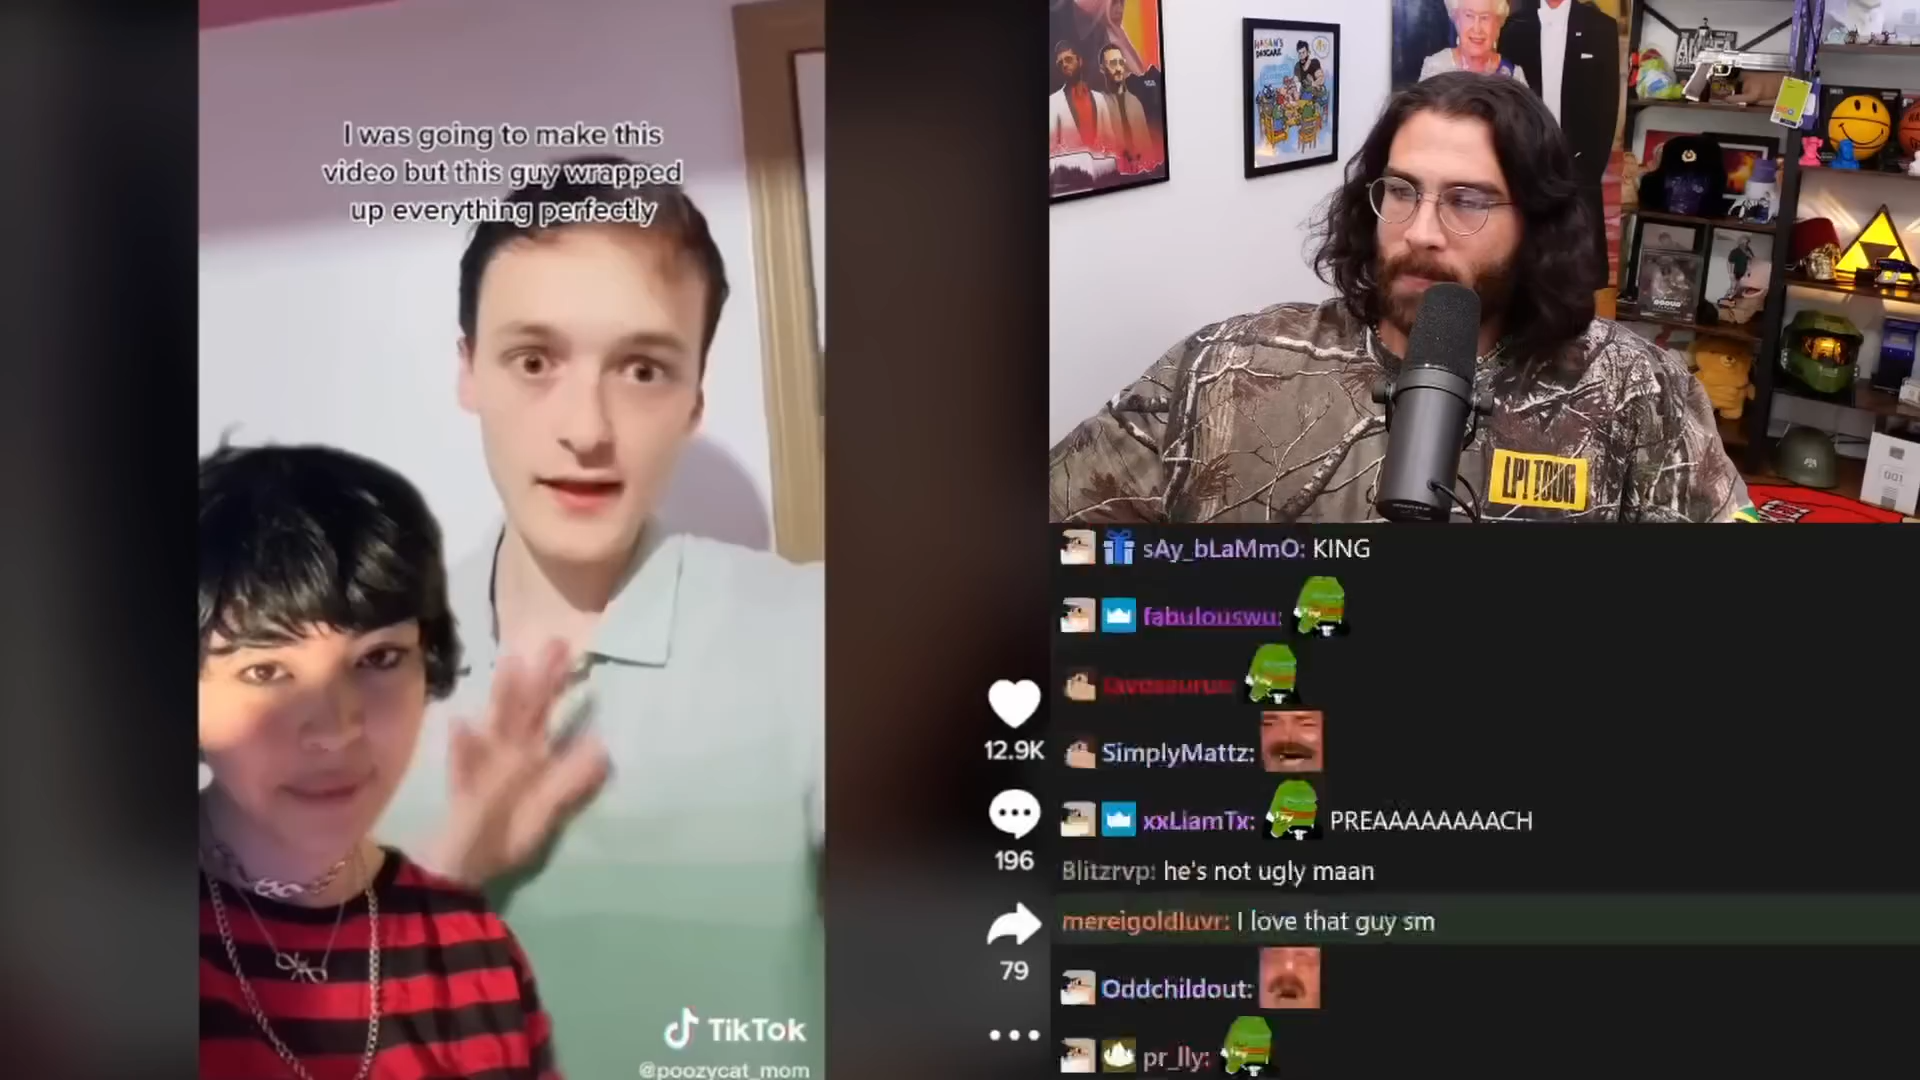 I was going to make this
video but this guy wrapped
up everything perfectly
TikTok
@poozycat_mom
12.9K
196
79
HASAN'S
LPI TOUR
001
sAy_bLaMmO: KING
fabulouswu:
SimplyMattz:
xxLiamTx: PREAAAAAAAACH
Blitzrvp: he's not ugly maan
mereigoldluvr: I love that guy sm
Oddchildout:
pr_lly: